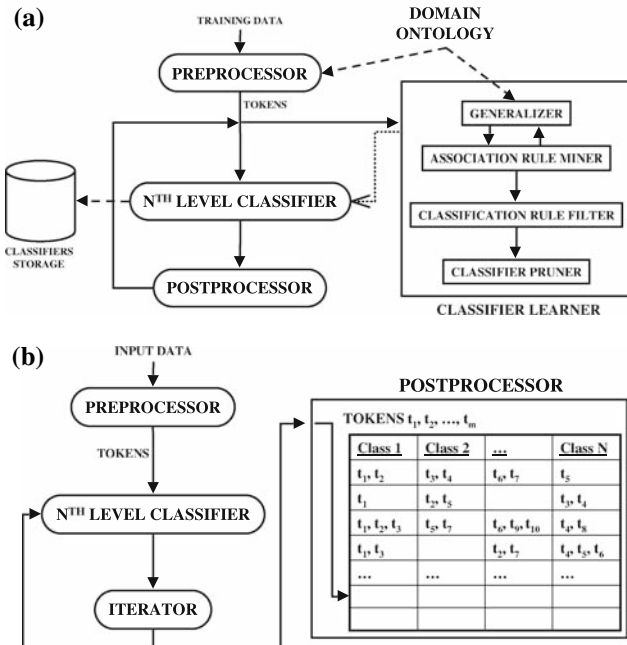 (a)
TRAINING DATA
DOMAIN
ONTOLOGY
PREPROCESSOR
TOKENS
GENERALIZER
ASSOCIATION RULE MINER
NTH LEVEL CLASSIFIER
CLASSIFICATION RULE FILTER
CLASSIFIERS
STORAGE
POSTPROCESSOR
CLASSIFIER PRUNER
CLASSIFIER LEARNER
(b)
INPUT DATA
PREPROCESSOR
TOKENS
NTH LEVEL CLASSIFIER
ITERATOR
POSTPROCESSOR
TOKENS t1, t2, …, tm
Class 1 Class 2 … Class N
t1, t2 t3, t4 t6, t7 t5
t1 t2, t5 t3, t4
t1, t2, t3 t5, t7 t6, t9, t10 t4, t8
t1, t3 t2, t7 t4, t5, t6
… … … …